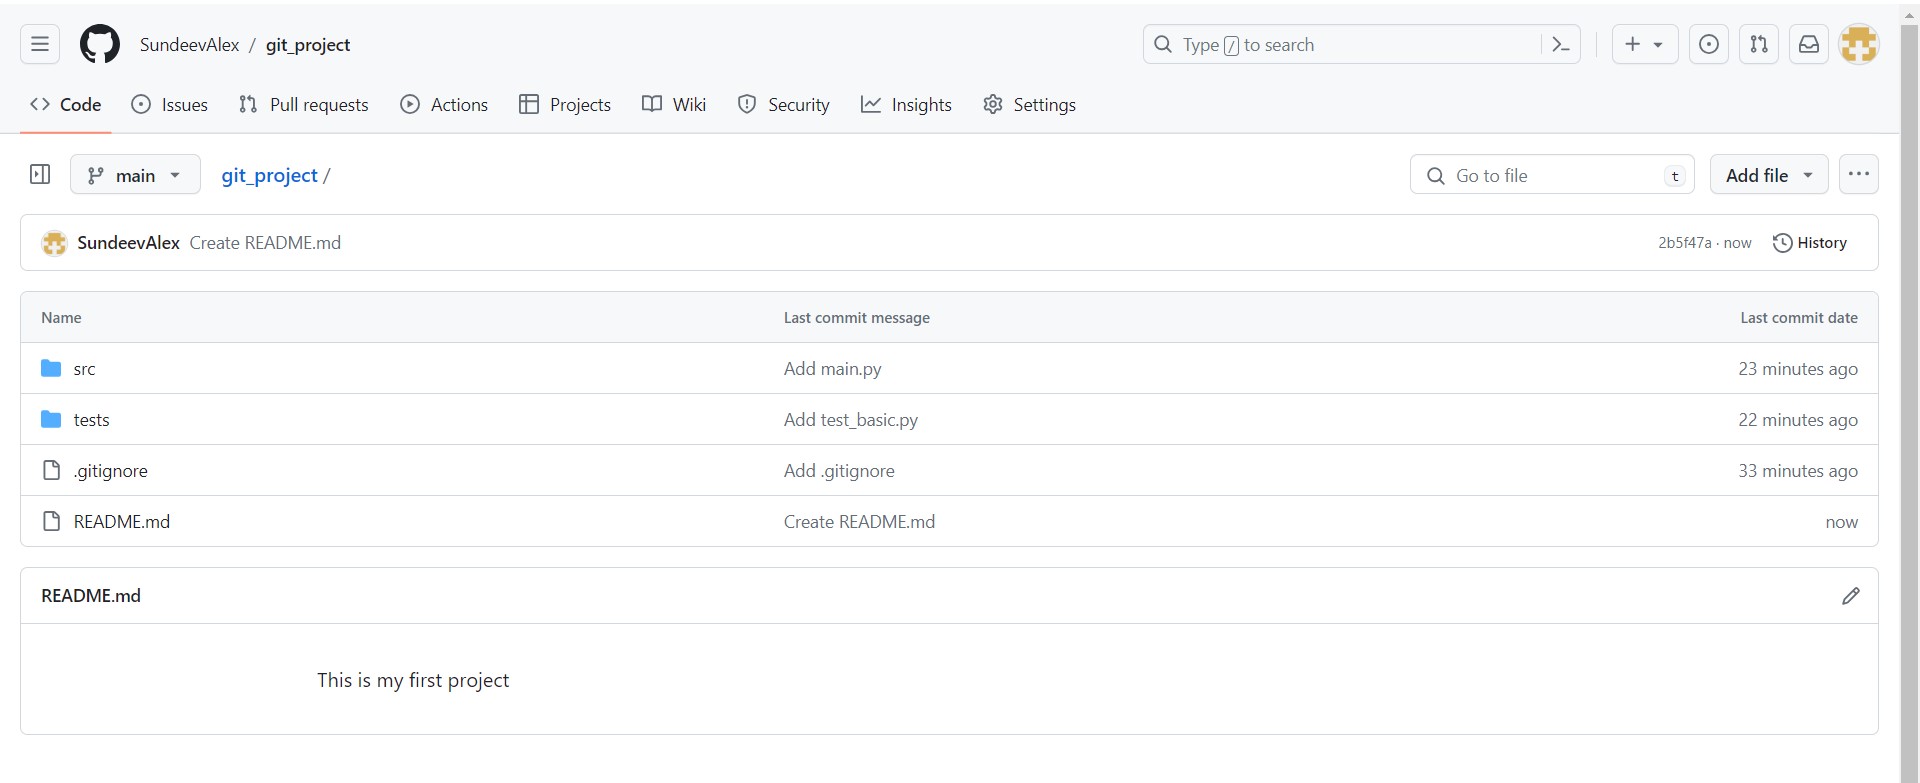 SundeevAlex / git_project
Type / to search
Code Issues Pull requests Actions Projects Wiki Security Insights Settings
main git_project / Go to file t Add file
SundeevAlex Create README.md 2b5f47a · now History
Name Last commit message Last commit date
src Add main.py 23 minutes ago
tests Add test_basic.py 22 minutes ago
.gitignore Add .gitignore 33 minutes ago
README.md Create README.md now
README.md
This is my first project